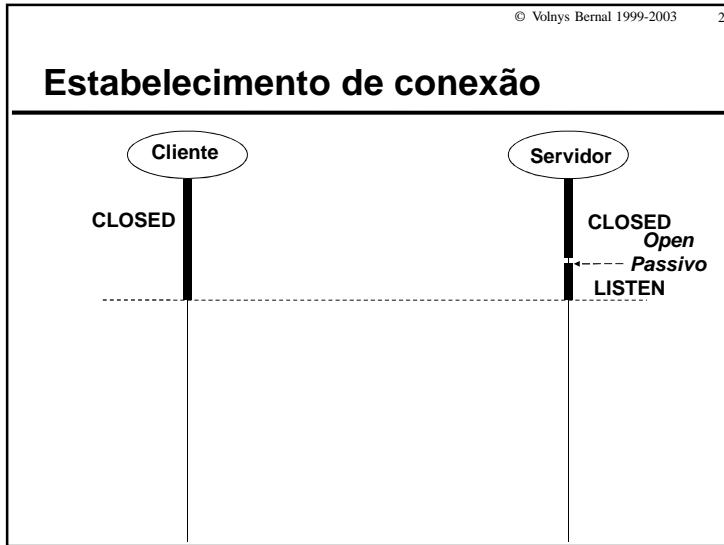 © Volnys Bernal 1999-2003 2
Estabelecimento de conexão
Cliente
Servidor
CLOSED
CLOSED
Open
Passivo
LISTEN